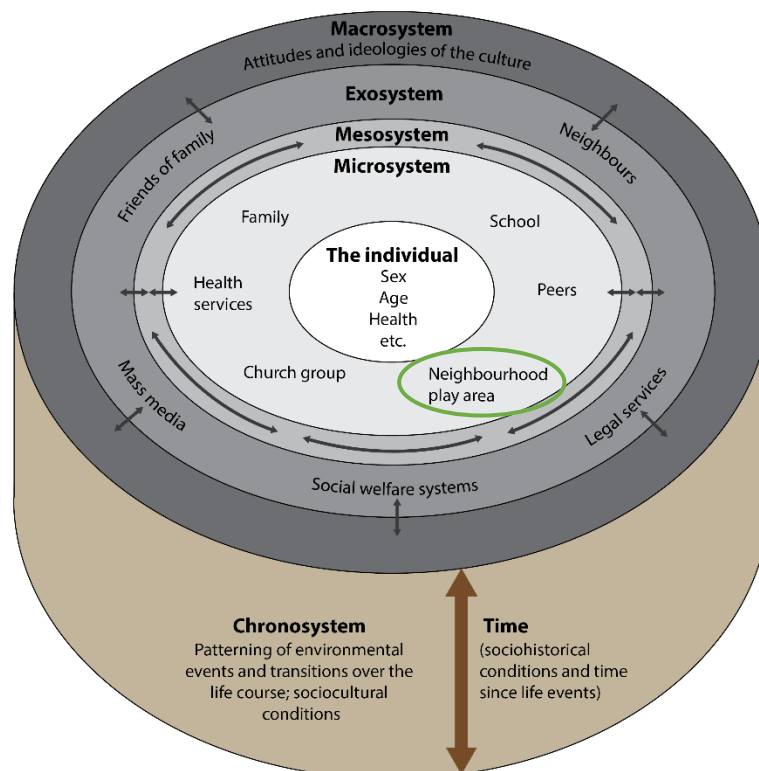 Macrosystem
Attitudes and ideologies of the culture
Exosystem
Mesosystem
Microsystem
Friends of family
Neighbours
Family
School
The individual
Sex
Age
Health
etc.
Health
services
Peers
Church group
Neighbourhood
play area
Mass media
Legal services
Social welfare systems
Chronosystem
Patterning of environmental
events and transitions over the
life course; sociocultural
conditions
Time
(sociohistorical
conditions and time
since life events)